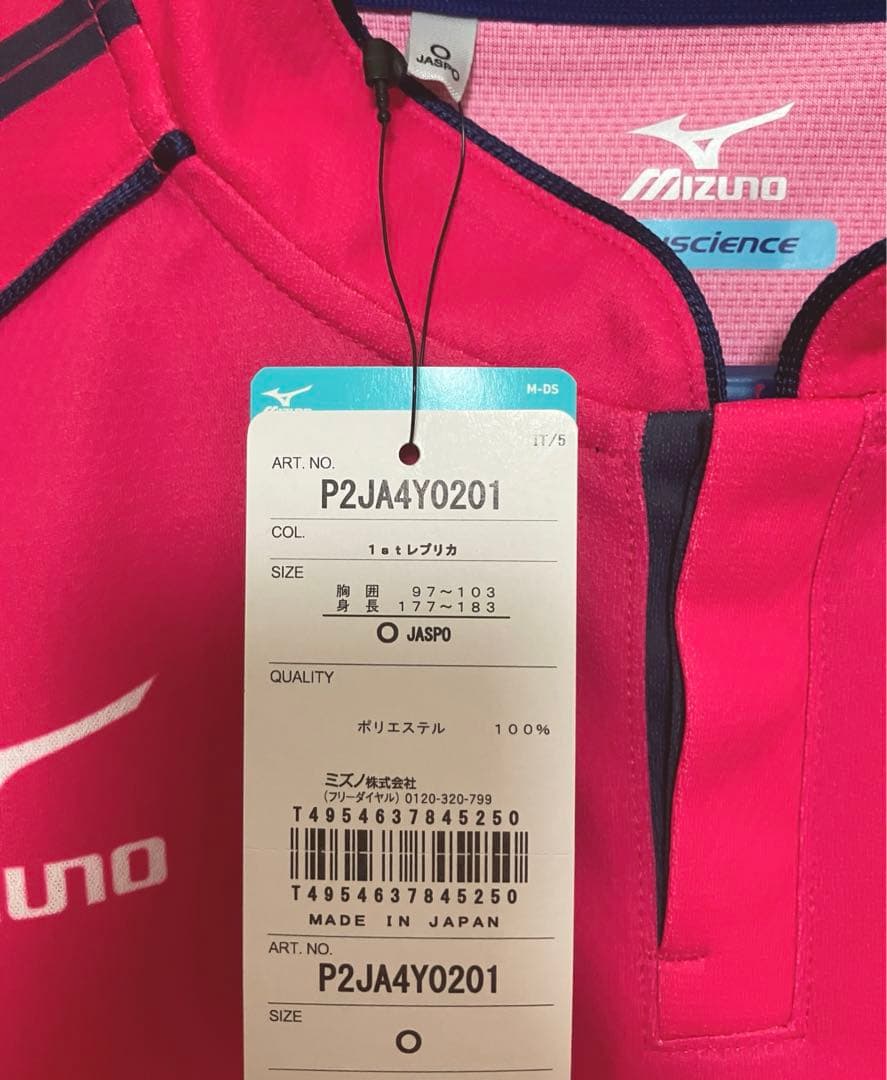 O
JASPO
MIZUNO
SCIENCE
M-DS
MIZUNO
IT/5
ART. NO.
P2JA4Y0201
COL.
1stレプリカ
SIZE
胸 囲 97～103
身 長 177～183
O JASPO
QUALITY
ポリエステル 100%
ミズノ株式会社
(フリーダイヤル) 0120-320-799
T4954637845250
T4954637845250
MADE IN JAPAN
ART. NO.
P2JA4Y0201
SIZE
O
UNO